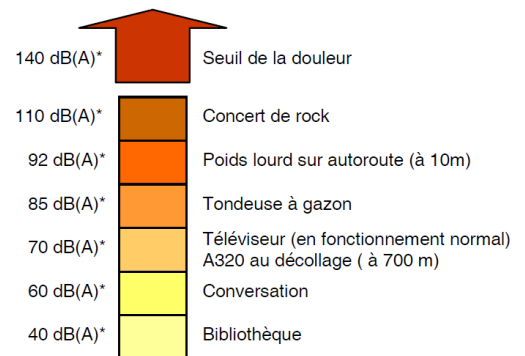 140 dB(A)* Seuil de la douleur
110 dB(A)* Concert de rock
92 dB(A)* Poids lourd sur autoroute (à 10m)
85 dB(A)* Tondeuse à gazon
70 dB(A)* Téléviseur (en fonctionnement normal)
A320 au décollage ( à 700 m)
60 dB(A)* Conversation
40 dB(A)* Bibliothèque